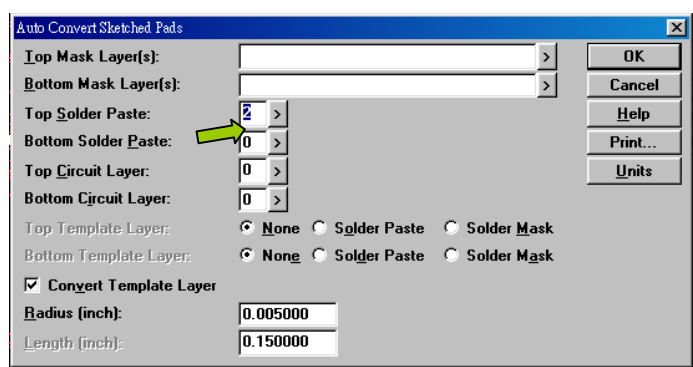 Auto Convert Sketched Pads
Top Mask Layer(s): > OK
Bottom Mask Layer(s): > Cancel
Top Solder Paste: 2 > Help
Bottom Solder Paste: 0 > Print...
Top Circuit Layer: 0 > Units
Bottom Circuit Layer: 0 >
Top Template Layer: None Solder Paste Solder Mask
Bottom Template Layer: None Solder Paste Solder Mask
Convert Template Layer
Radius (inch): 0.005000
Length (inch): 0.150000